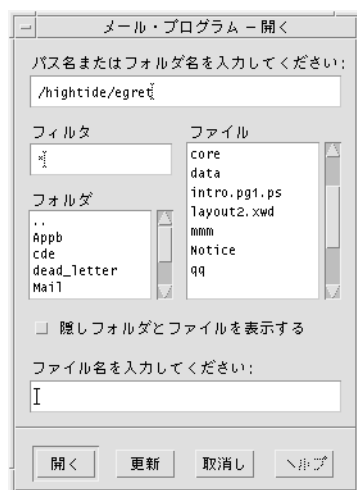 メール・プログラム − 開く
パス名またはフォルダ名を入力してください:
/hightide/egret
フィルタ
*
フォルダ
..
Appb
cde
dead_letter
Mail
ファイル
core
data
intro.pg1.ps
layout2.xwd
mmm
Notice
qq
隠しフォルダとファイルを表示する
ファイル名を入力してください:
開く
更新
取消し
ヘルプ